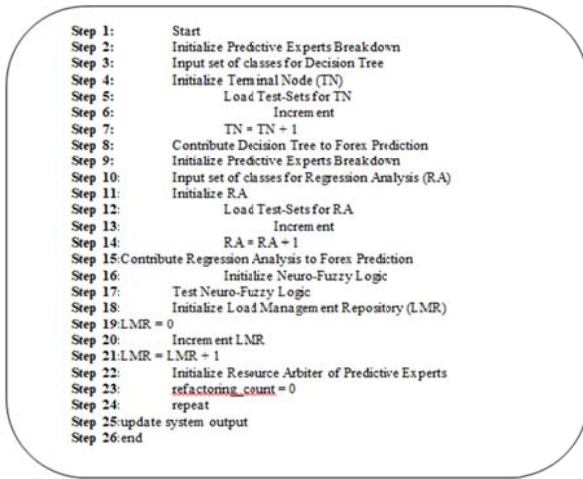 Step 1: Start
Step 2: Initialize Predictive Experts Breakdown
Step 3: Input set of classes for Decision Tree
Step 4: Initialize Terminal Node (TN)
Step 5: Load Test-Sets for TN
Step 6: Increment
Step 7: TN = TN + 1
Step 8: Contribute Decision Tree to Forex Prediction
Step 9: Initialize Predictive Experts Breakdown
Step 10: Input set of classes for Regression Analysis (RA)
Step 11: Initialize RA
Step 12: Load Test-Sets for RA
Step 13: Increment
Step 14: RA = RA + 1
Step 15:Contribute Regression Analysis to Forex Prediction
Step 16: Initialize Neuro-Fuzzy Logic
Step 17: Test Neuro-Fuzzy Logic
Step 18: Initialize Load Management Repository (LMR)
Step 19:LMR = 0
Step 20: Increment LMR
Step 21:LMR = LMR + 1
Step 22: Initialize Resource Arbiter of Predictive Experts
Step 23: refactoring_count = 0
Step 24: repeat
Step 25:update system output
Step 26:end